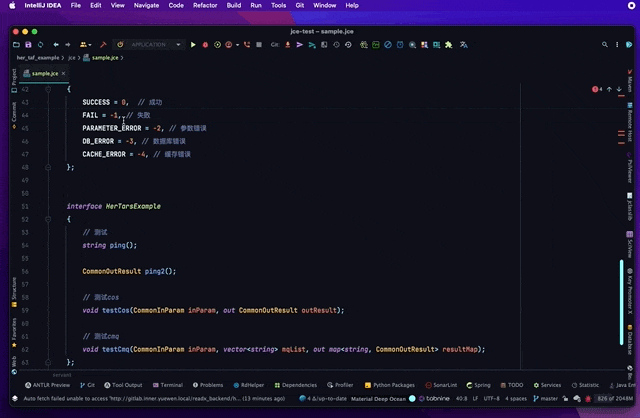 IntelliJ IDEA File Edit View Navigate Code Refactor Build Run Tools Git Window Help
jce-test – sample.jce
APPLICATION Git:
her_taf_example jce sample.jce
sample.jce
42 {
43 SUCCESS = 0, // 成功
44 FAIL = -1, // 失败
45 PARAMETER_ERROR = -2, // 参数错误
46 DB_ERROR = -3, // 数据库错误
47 CACHE_ERROR = -4, // 缓存错误
48 };
49
50
51 interface HerTarsExample
52 {
53 // 测试
54 string ping();
55
56 CommonOutResult ping2();
57
58 // 测试cos
59 void testCos(CommonInParam inParam, out CommonOutResult outResult);
60
61 // 测试cmq
62 void testCmq(CommonInParam inParam, vector<string> mqList, out map<string, CommonOutResult> resultMap);
63 };
servant
Project
Commit
Structure
Favorites
Web
4
Maven
Remote Host
PsiViewer
jclasslib
SciView
Key Promoter X
Database
ANTLR Preview Git Tool Output Terminal Problems RdHelper Dependencies Profiler Python Packages SonarLint Spring TODO Services
Auto fetch failed unable to access 'http://gitlab.inner.yuewen.com/readx_backend/h... (13 minutes ago) 4 ∆/up-to-date Material Deep Ocean tabnine 40:8 LF UTF-8 4 spaces master 826 of 2048M